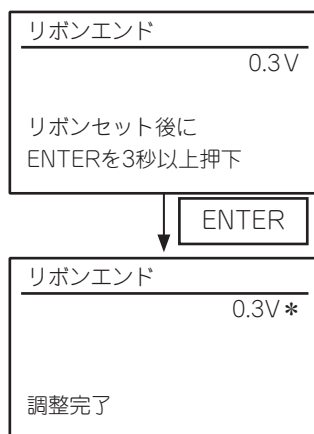 リボンエンド
0.3V
リボンセット後に
ENTERを3秒以上押下
ENTER
リボンエンド
0.3V＊
調整完了